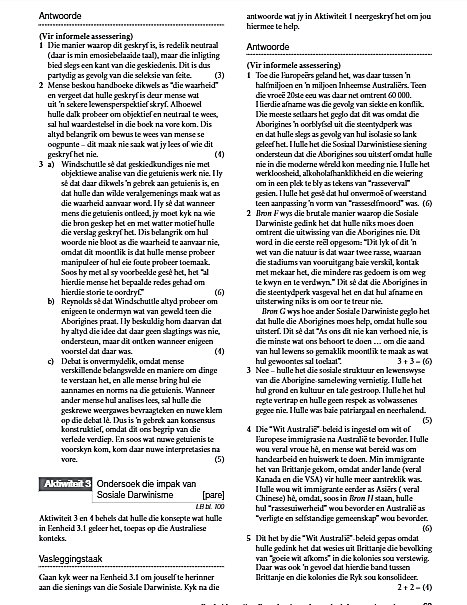 Antwoorde
(Vir informele assessering)
1 Die manier waarop dit geskryf is, is redelik neutraal
(daar is min emosiebelaaide taal), maar die inligting
bied slegs een kant van die geskiedenis. Dit is dus
partydig as gevolg van die seleksie van feite. (3)
2 Mense beskou handboeke dikwels as "die waarheid"
en vergeet dat hulle geskryf is deur mense wat
uit 'n sekere lewensperspektief skryf. Alhoewel
hulle dalk probeer om objektief en neutraal te wees,
sal hul waardestelsel in die boek na vore kom. Dis
altyd belangrik om bewus te wees van mense se
oogpunte – dit maak nie saak wat jy lees of wie dit
geskryf het nie. (4)
3 a) Windschuttle sê dat geskiedkundiges nie met
objektiewe analise van die getuienis werk nie. Hy
sê dat daar dikwels 'n gebrek aan getuienis is, en
dat hulle dan wilde veralgemenings maak wat as
die waarheid aanvaar word. Hy sê dat wanneer
mens die getuienis ontleed, jy moet kyk na wie
die bron geskep het en met watter motief hulle
die verslag geskryf het. Dis belangrik om hul
woorde nie bloot as die waarheid te aanvaar nie,
omdat dit moontlik is dat hulle mense probeer
manipuleer of hul eie foute probeer toemaak.
Soos hy met al sy voorbeelde gesê het, het "al
hierdie mense het bepaalde redes gehad om
hierdie storie te oordryf." (6)
b) Reynolds sê dat Windschuttle altyd probeer om
enigeen te ondermyn wat van geweld teen die
Aborigines praat. Hy beskuldig hom daarvan dat
hy altyd die idee dat daar geen slagtings was nie,
ondersteun, maar dit ontken wanneer enigeen
voorstel dat daar was. (4)
c) Debat is onvermydelik, omdat mense
verskillende belangvelde en maniere om dinge
te verstaan het, en alle mense bring hul eie
aannames en norms na die getuienis. Wanneer
ander mense hul analises lees, sal hulle die
geskrewe weergawes bevraagteken en nuwe klem
op die debat lê. Dus is 'n gebrek aan konsensus
konstruktief, omdat dit ons begrip van die
verlede verdiep. En soos wat nuwe getuienis te
voorskyn kom, kom daar nuwe interpretasies na
vore. (5)
Aktiwiteit 3 Ondersoek die impak van
Sosiale Darwinisme [pare]
LB bl. 100
Aktiwiteit 3 en 4 behels dat hulle die konsepte wat hulle
in Eenheid 3.1 geleer het, toepas op die Australiese
konteks.
Vasleggingstaak
Gaan kyk weer na Eenheid 3.1 om jouself te herinner
aan die sienings van die Sosiale Darwiniste. Kyk na die
antwoorde wat jy in Aktiwiteit 1 neergeskryf het om jou
hiermee te help.
Antwoorde
(Vir informele assessering)
1 Toe die Europeërs geland het, was daar tussen 'n
halfmiljoen en 'n miljoen Inheemse Australiërs. Teen
die vroeë 20ste eeu was daar net omtrent 60 000.
Hierdie afname was die gevolg van siekte en konflik.
Die meeste setlaars het geglo dat dit was omdat die
Aborigines 'n oorblyfsel uit die steentydperk was
en dat hulle slegs as gevolg van hul isolasie so lank
geleef het. Hulle het die Sosiaal Darwinistiese siening
ondersteun dat die Aborigines sou uitsterf omdat hulle
nie in die moderne wêreld kon meeding nie. Hulle het
werkloosheid, alkoholafhanklikheid en die weiering
om in een plek te bly as tekens van "rasseverval"
gesien. Hulle het gesê dat hul onvermoë of weerstand
teen aanpassing 'n vorm van "rasseselfmoord" was. (6)
2 Bron F wys die brutale manier waarop die Sosiale
Darwiniste gedink het dat hulle niks moes doen
omtrent die uitwissing van die Aborigines nie. Dit
word in die eerste reël opgesom: "Dit lyk of dit 'n
wet van die natuur is dat waar twee rasse, waaraan
die stadiums van vooruitgang baie verskil, kontak
met mekaar het, die mindere ras gedoem is om weg
te kwyn en te verdwyn." Dit sê dat die Aborigines in
die steentydperk vasgeval het en dat hul afname en
uitsterwing niks is om oor te treur nie.
Bron G wys hoe ander Sosiale Darwiniste geglo het
dat hulle die Aborigines moes help, omdat hulle sou
uitsterf. Dit sê dat "As ons dit nie kan verhoed nie, is
die minste wat ons behoort te doen … om die aand
van hul lewens so gemaklik moontlik te maak as wat
hul gewoontes sal toelaat". 3 + 3 = (6)
3 Nee – hulle het die sosiale struktuur en lewenswyse
van die Aborigine-samelewing vernietig. Hulle het
hul grond en kultuur en tale gestroop. Hulle het hul
regte vertrap en hulle geen respek as volwassenes
gegee nie. Hulle was baie patriargaal en neerhalend.
(5)
4 Die "Wit Australië"-beleid is ingestel om wit of
Europese immigrasie na Australië te bevorder. Hulle
wou veral vroue hê, en mense wat bereid was om
handearbeid en huiswerk te doen. Min immigrante
het van Brittanje gekom, omdat ander lande (veral
Kanada en die VSA) vir hulle meer aantreklik was.
Hulle wou wit immigrante eerder as Asiërs (veral
Chinese) hê, omdat, soos in Bron H staan, hulle
hul "rassesuiwerheid" wou bevorder en Australië as
"verligte en selfstandige gemeenskap" wou bevorder.
(6)
5 Dit het by die "Wit Australië"-beleid gepas omdat
hulle gedink het dat wesies uit Brittanje die bevolking
van "goeie wit afkoms" in die kolonies sou verstewig.
Daar was ook 'n gevoel dat hierdie band tussen
Brittanje en die kolonies die Ryk sou konsolideer.
2 + 2 = (4)